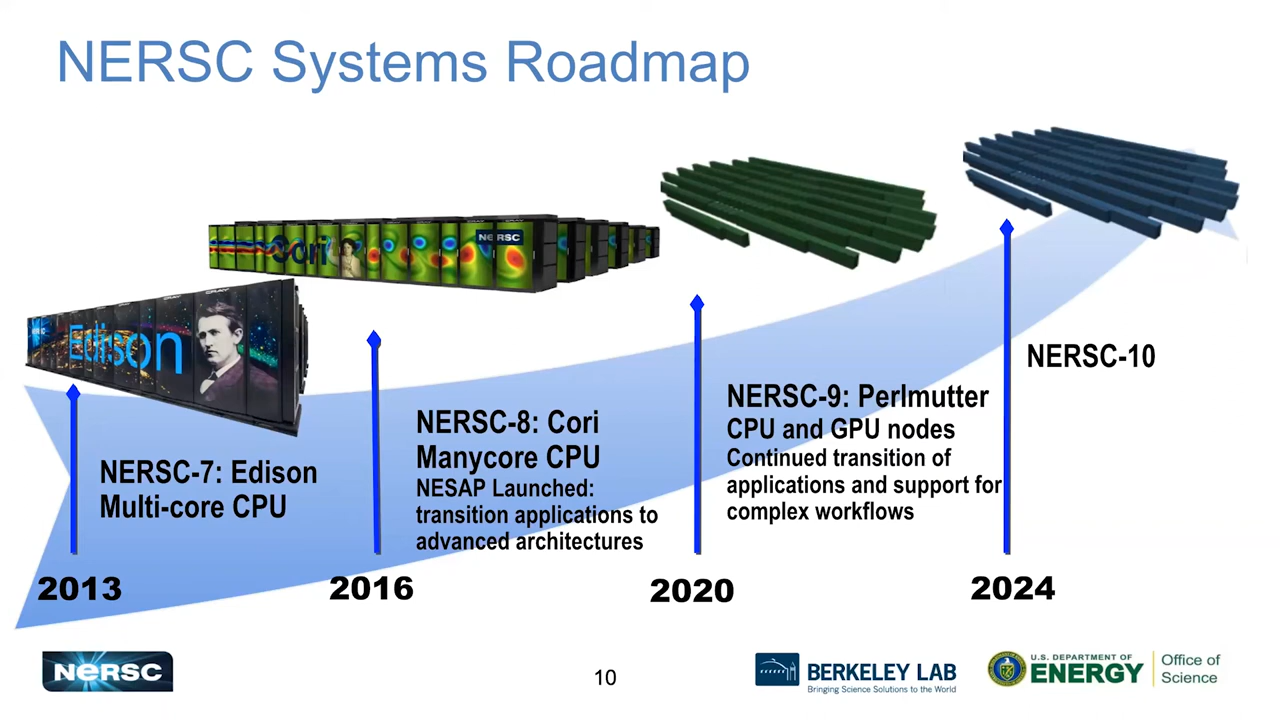 NERSC Systems Roadmap
Edison
Cori
NERSC
NERSC-7: Edison
Multi-core CPU
NERSC-8: Cori
Manycore CPU
NESAP Launched:
transition applications to
advanced architectures
NERSC-9: Perlmutter
CPU and GPU nodes
Continued transition of
applications and support for
complex workflows
NERSC-10
2013
2016
2020
2024
NERSC
10
BERKELEY LAB
Bringing Science Solutions to the World
U.S. DEPARTMENT OF
ENERGY
Office of
Science